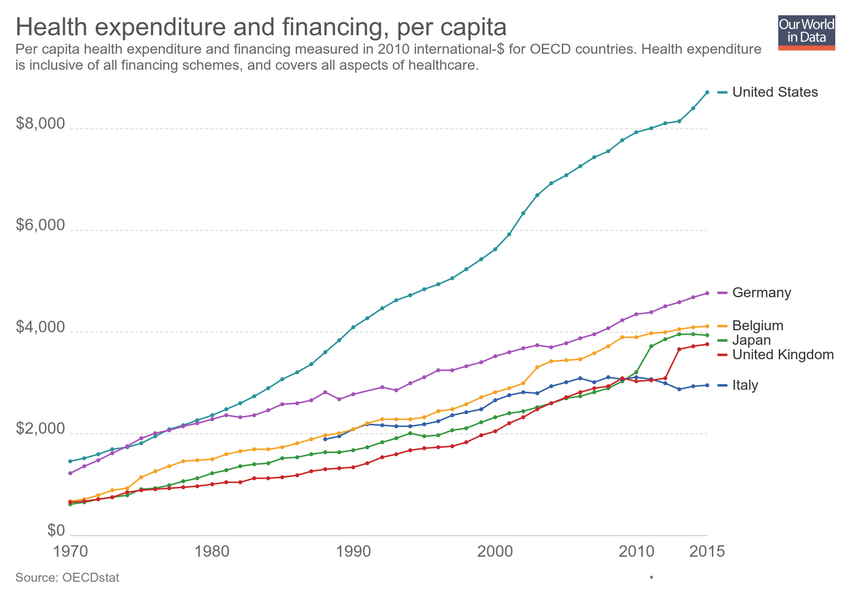 Health expenditure and financing, per capita
Our World
in Data
Per capita health expenditure and financing measured in 2010 international-$ for OECD countries. Health expenditure
is inclusive of all financing schemes, and covers all aspects of healthcare.
United States
$8,000
$6,000
Germany
$4,000
Belgium
Japan
United Kingdom
Italy
$2,000
$0
1970 1980 1990 2000 2010 2015
Source: OECDstat